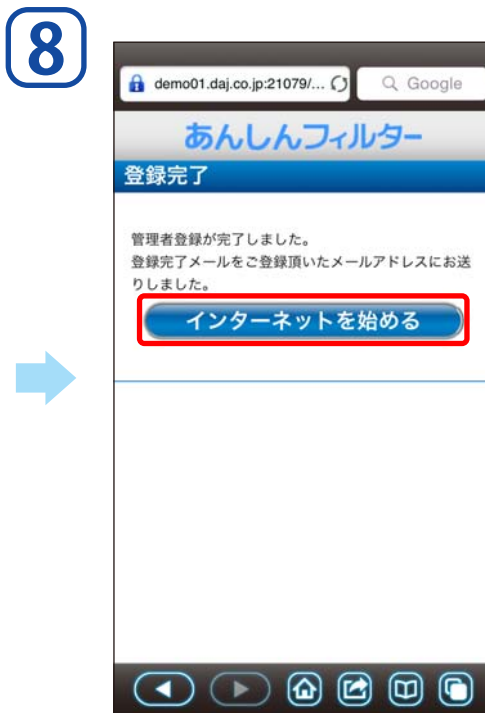 8
demo01.daj.co.jp:21079/...
Google
あんしんフィルター
登録完了
管理者登録が完了しました。
登録完了メールをご登録頂いたメールアドレスにお送
りしました。
インターネットを始める